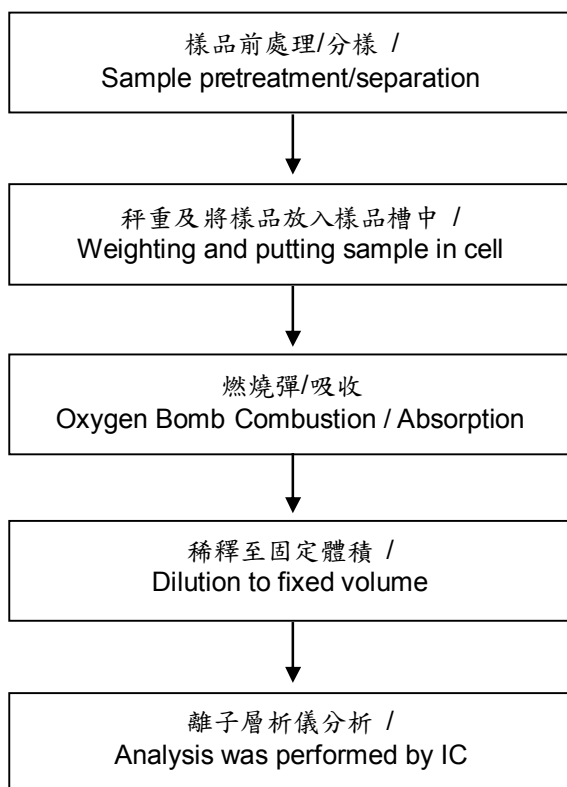 樣品前處理/分樣 /
Sample pretreatment/separation
秤重及將樣品放入樣品槽中 /
Weighting and putting sample in cell
燃燒彈/吸收
Oxygen Bomb Combustion / Absorption
稀釋至固定體積 /
Dilution to fixed volume
離子層析儀分析 /
Analysis was performed by IC